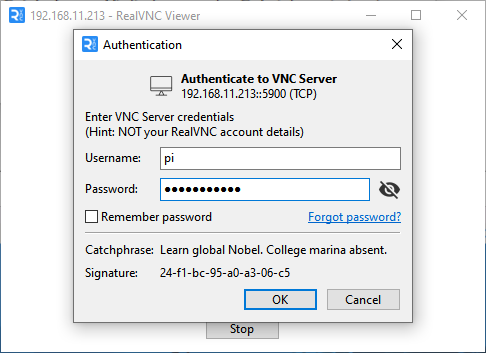 192.168.11.213 - RealVNC Viewer
Authentication
Authenticate to VNC Server
192.168.11.213::5900 (TCP)
Enter VNC Server credentials
(Hint: NOT your RealVNC account details)
Username: pi
Password: ●●●●●●●●●●●
Remember password Forgot password?
Catchphrase: Learn global Nobel. College marina absent.
Signature: 24-f1-bc-95-a0-a3-06-c5
OK Cancel
Stop